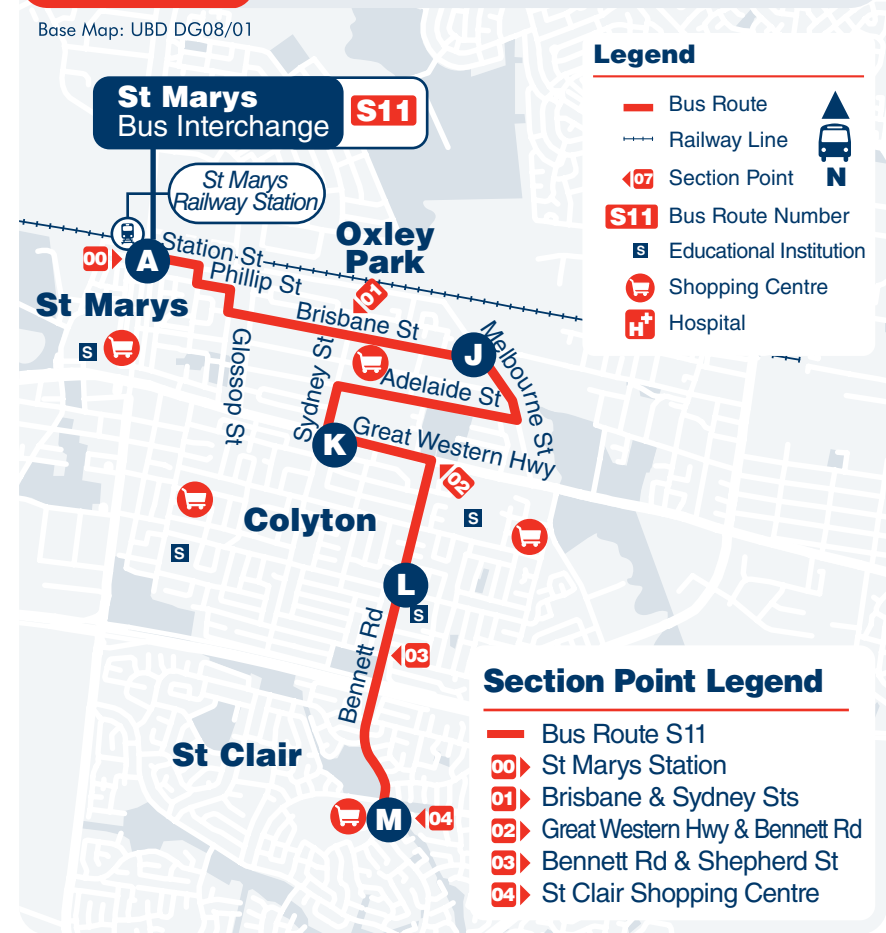 Base Map: UBD DG08/01
St Marys
Bus Interchange
S11
St Marys
Railway Station
00
A
Station St
Phillip St
Oxley
Park
01
St Marys
S
Brisbane St
J
Melbourne St
Glossop St
Sydney St
Adelaide St
K
Great Western Hwy
02
Colyton
S
S
L
S
Bennett Rd
03
St Clair
M
04
Legend
Bus Route
Railway Line
N
07
Section Point
S11
Bus Route Number
S
Educational Institution
Shopping Centre
H
Hospital
Section Point Legend
Bus Route S11
00 St Marys Station
01 Brisbane & Sydney Sts
02 Great Western Hwy & Bennett Rd
03 Bennett Rd & Shepherd St
04 St Clair Shopping Centre